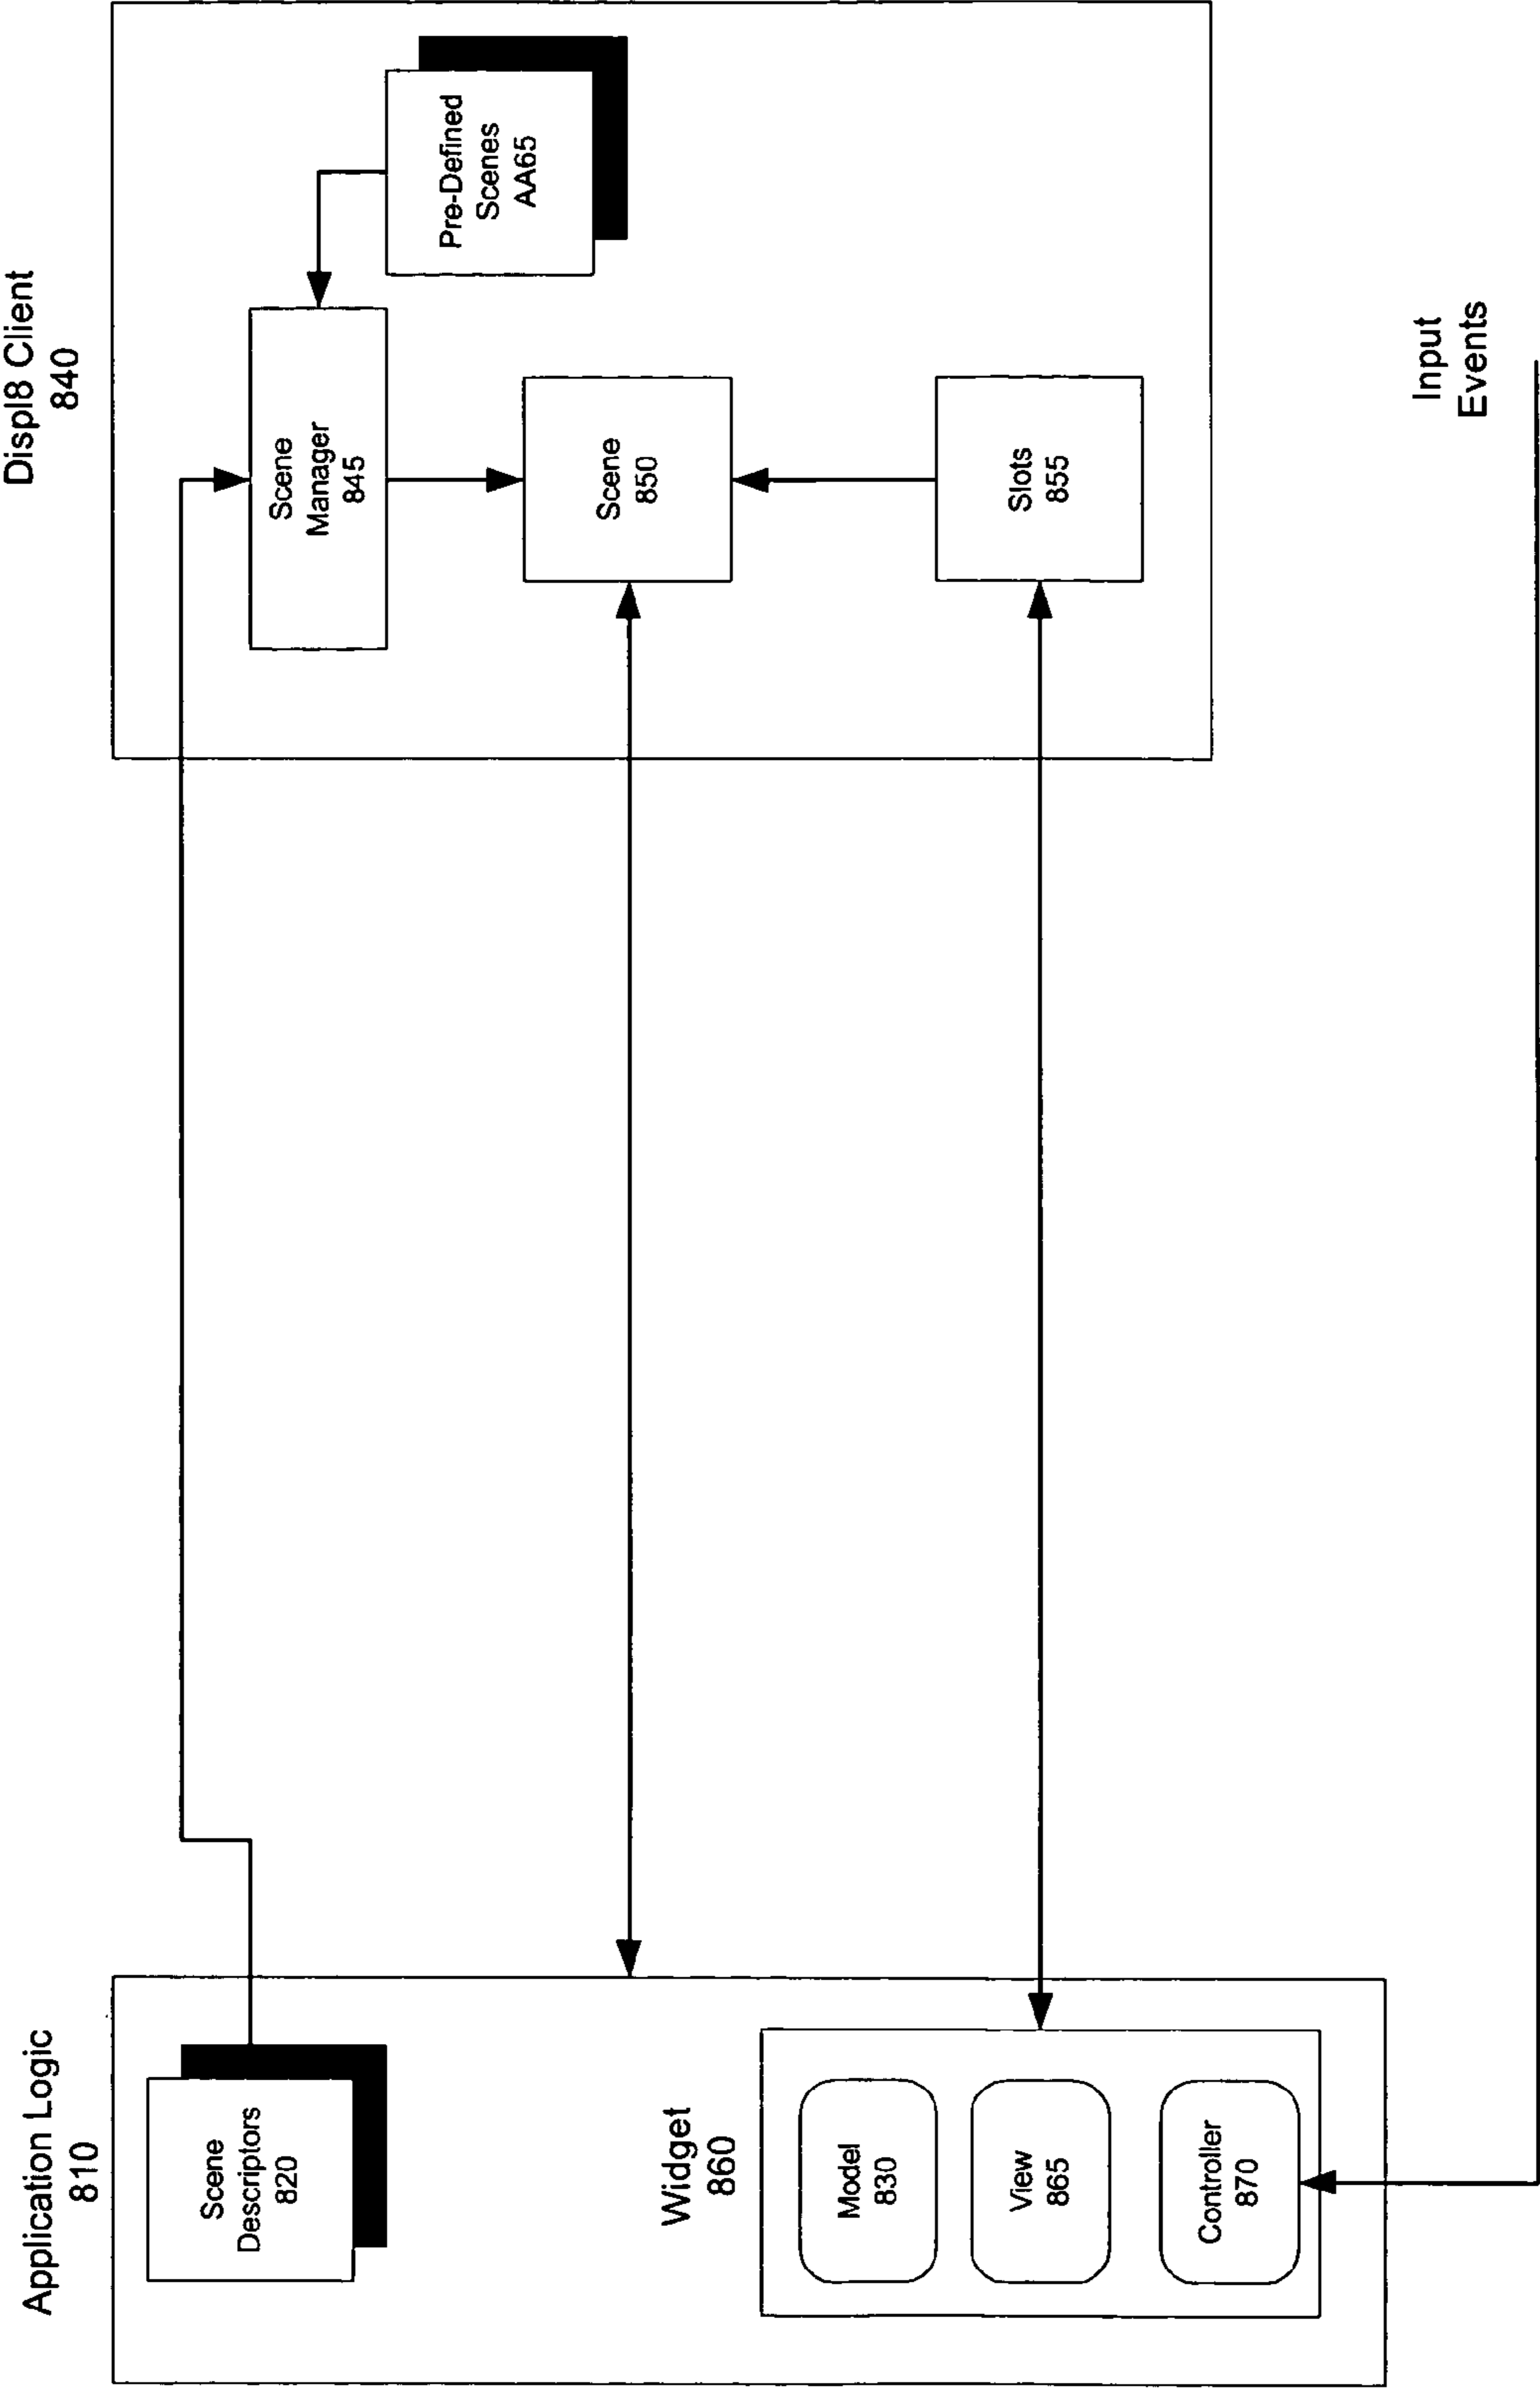 Application Logic
810
Scene
Descriptors
820
Widget
860
Model
830
View
865
Controller
870
Displ8 Client
840
Scene
Manager
845
Pre-Defined
Scenes
AA65
Scene
850
Slots
855
Input
Events